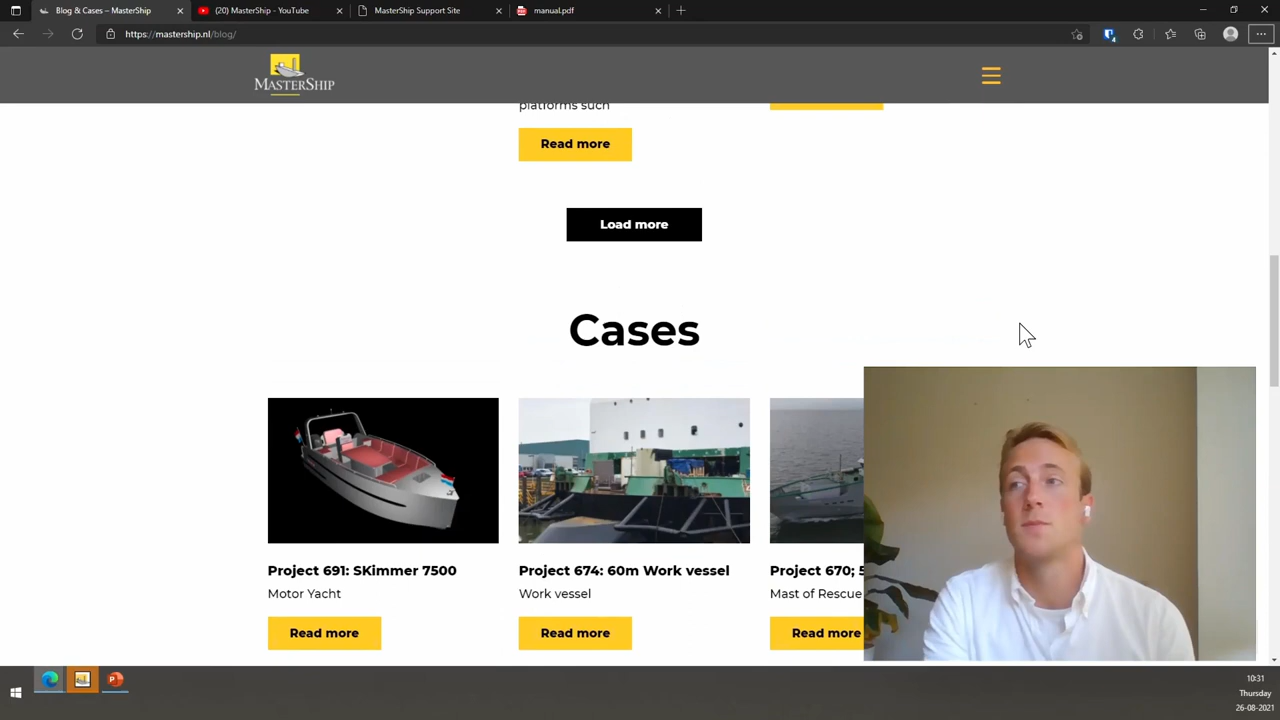 Blog & Cases – MasterShip
(20) MasterShip - YouTube
MasterShip Support Site
manual.pdf
https://mastership.nl/blog/
MASTERSHIP
platforms such
Read more
Load more
Cases
Project 691: SKimmer 7500
Motor Yacht
Read more
Project 674: 60m Work vessel
Work vessel
Read more
Project 670; 5
Mast of Rescue
Read more
10:31
Thursday
26-08-2021